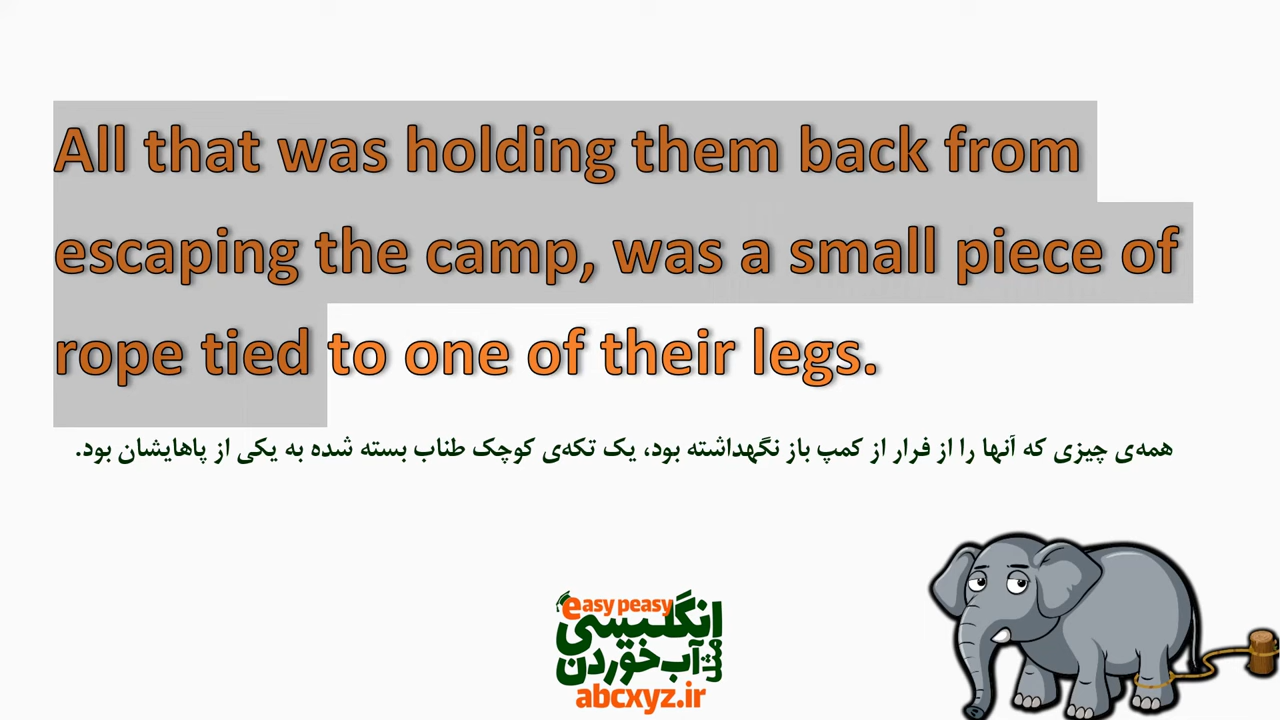 All that was holding them back from
escaping the camp, was a small piece of
rope tied to one of their legs.
همه‌ی چیزی که آنها را از فرار از کمپ باز نگهداشته بود، یک تکه‌ی کوچک طناب بسته شده به یکی از پاهایشان بود.
easy peasy
انگلیسی
مثل آب خوردن
abcxyz.ir